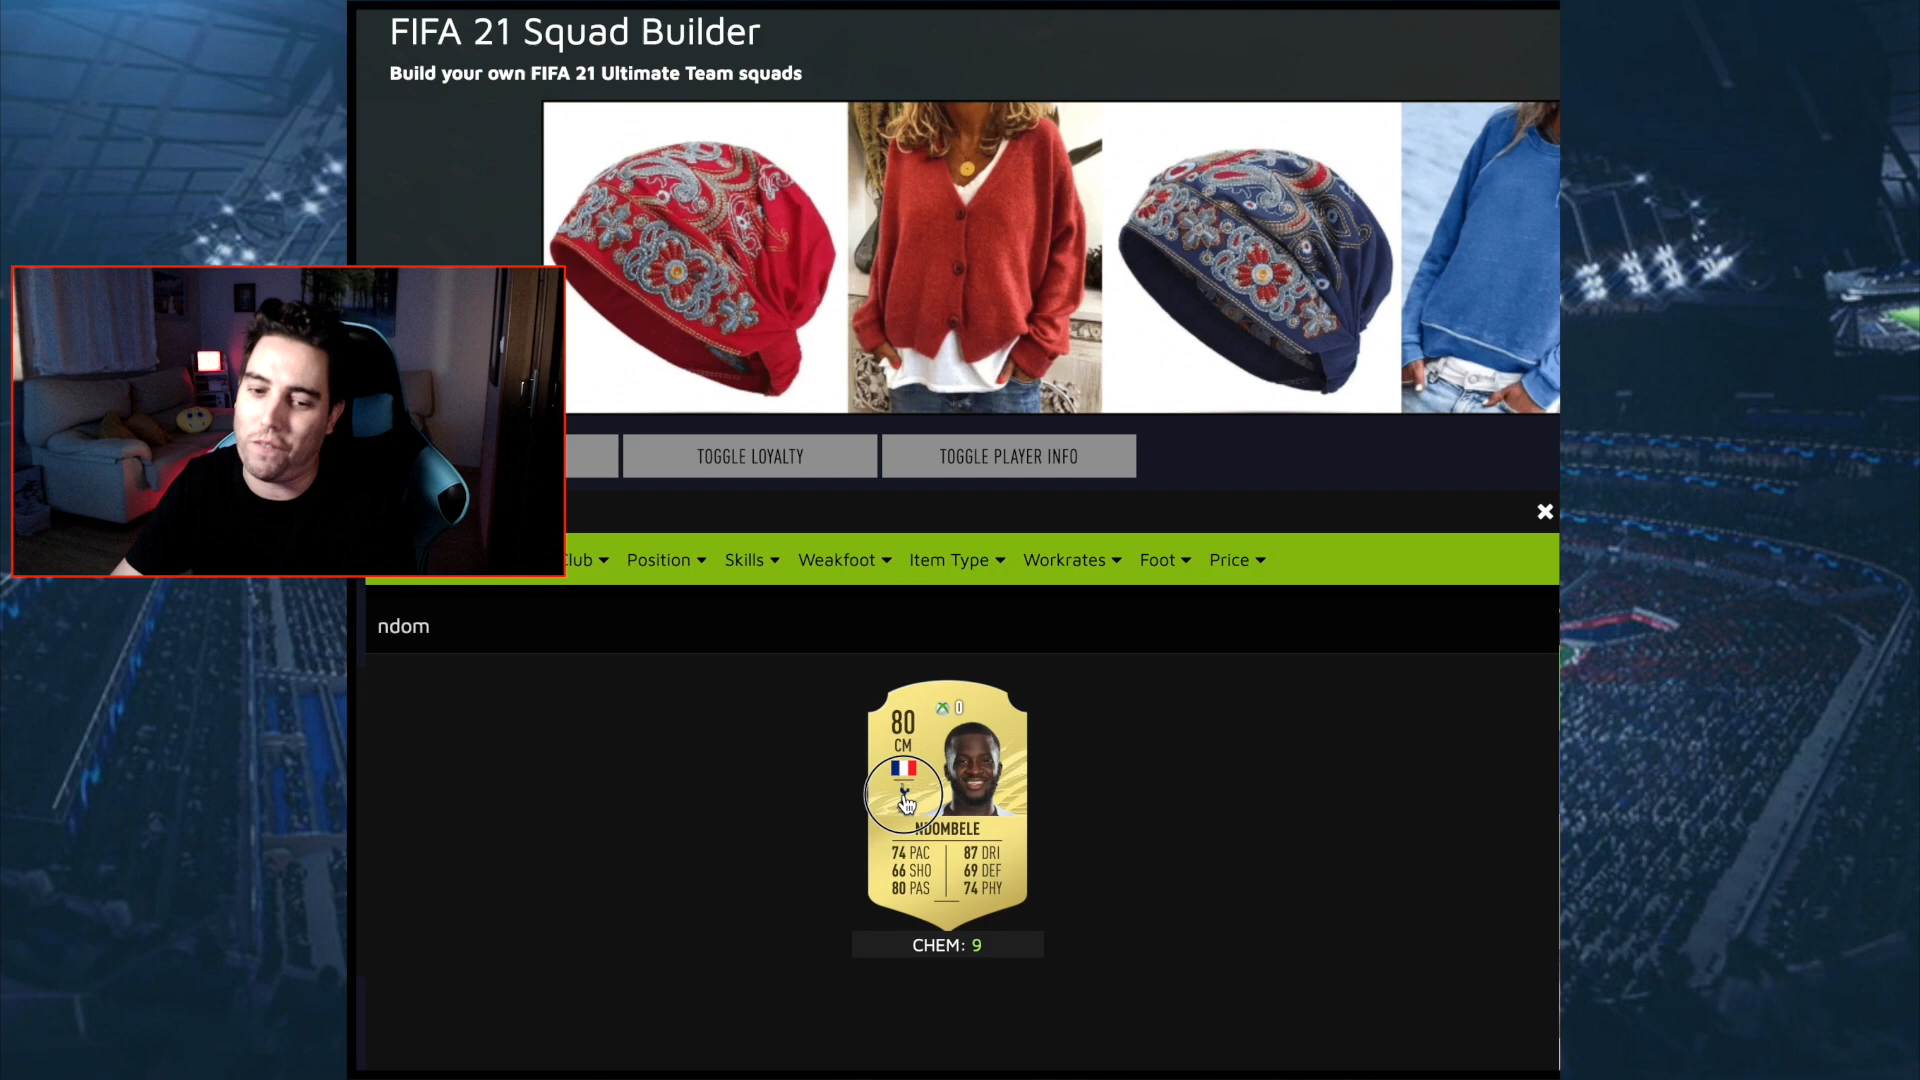 FIFA 21 Squad Builder
Build your own FIFA 21 Ultimate Team squads
TOGGLE LOYALTY
TOGGLE PLAYER INFO
Position
Skills
Weakfoot
Item Type
Workrates
Foot
Price
ndom
0
80
CM
NDOMBELE
74 PAC
87 DRI
66 SHO
69 DEF
80 PAS
74 PHY
CHEM: 9